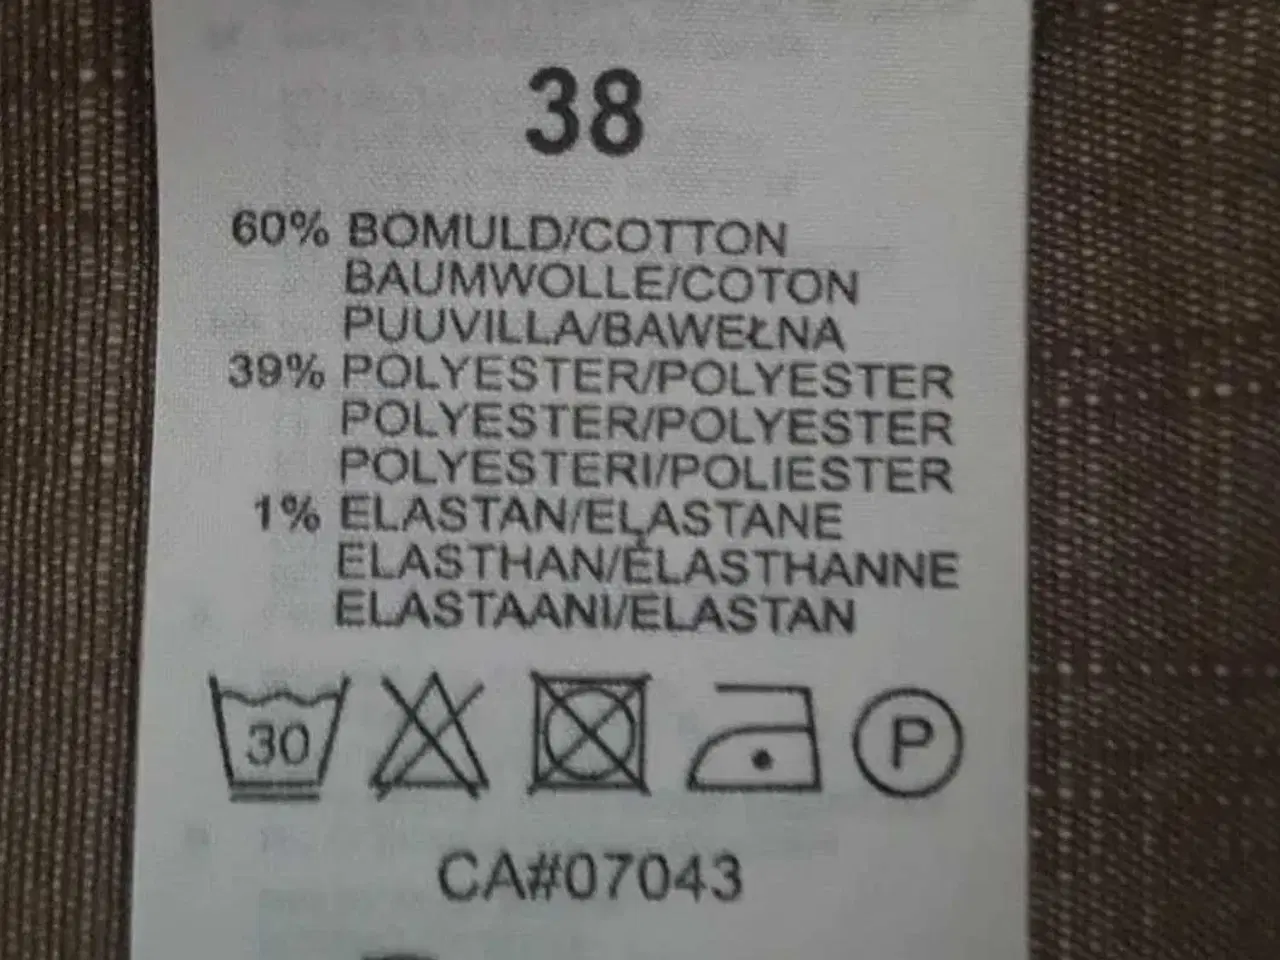 38
60% BOMULD/COTTON
BAUMWOLLE/COTON
PUUVILLA/BAWEŁNA
39% POLYESTER/POLYESTER
POLYESTER/POLYESTER
POLYESTERI/POLIESTER
1% ELASTAN/ELASTANE
ELASTHAN/ÉLASTHANNE
ELASTAANI/ELASTAN
30
P
CA#07043